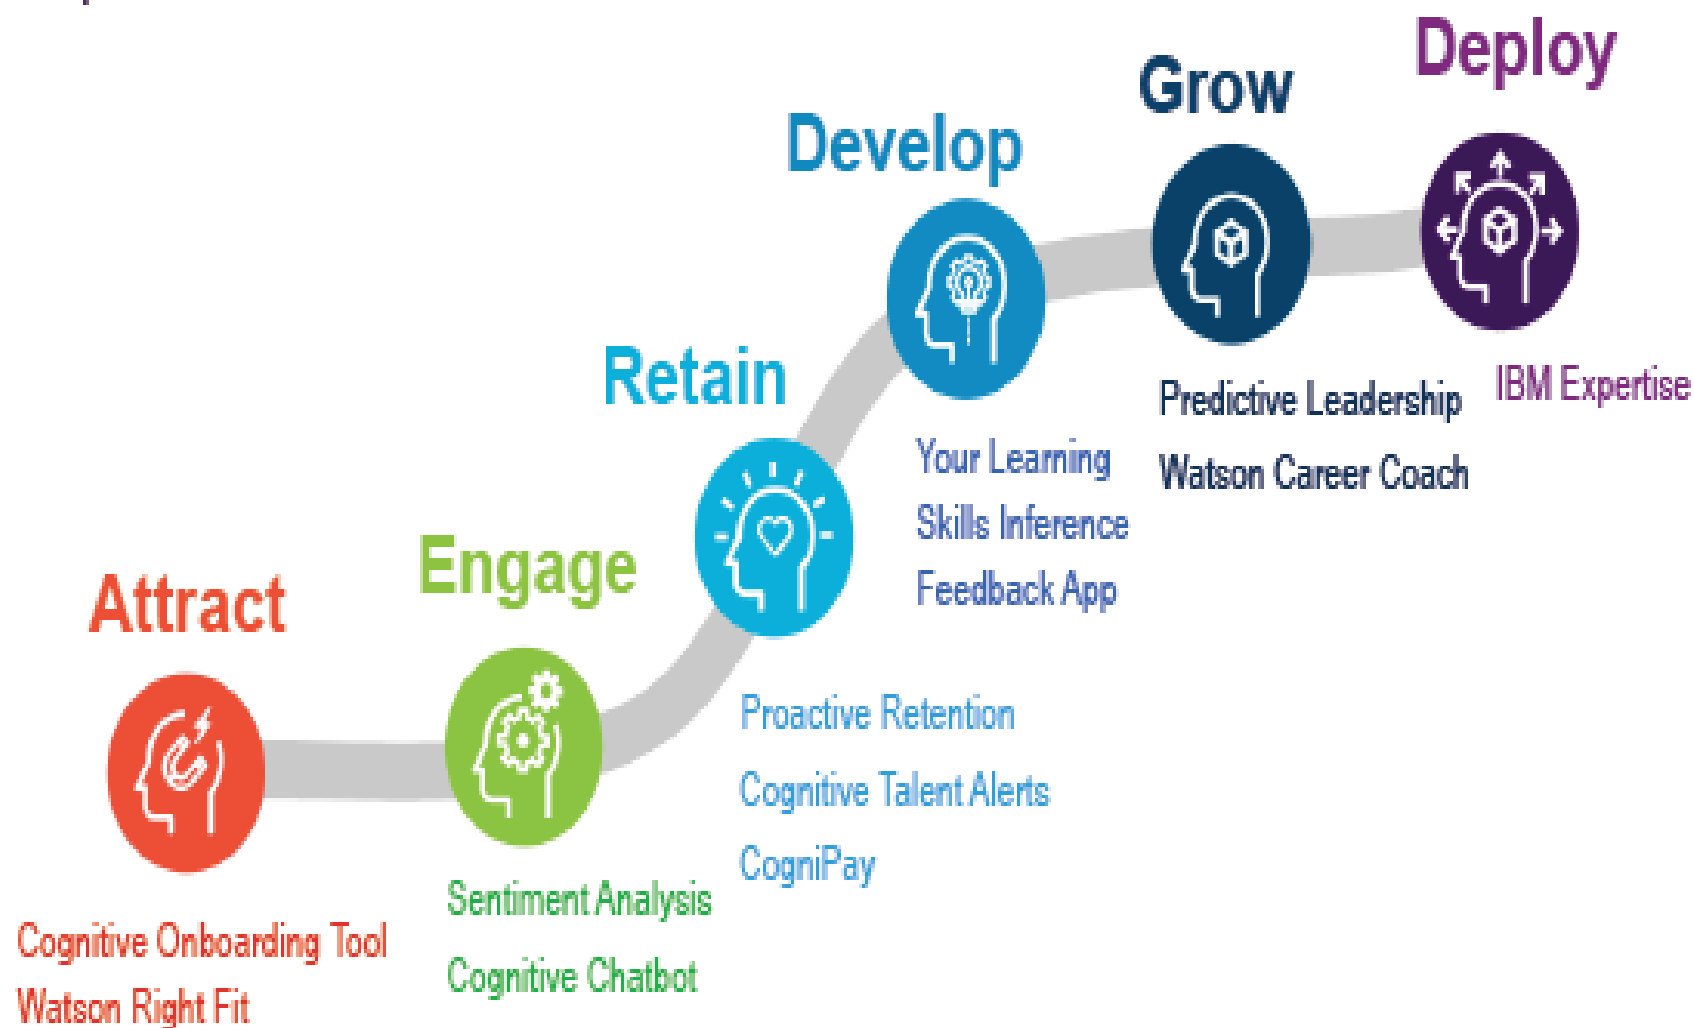 Attract
Cognitive Onboarding Tool
Watson Right Fit
Engage
Sentiment Analysis
Cognitive Chatbot
Retain
Proactive Retention
Cognitive Talent Alerts
CogniPay
Develop
Your Learning
Skills Inference
Feedback App
Grow
Predictive Leadership
Watson Career Coach
Deploy
IBM Expertise